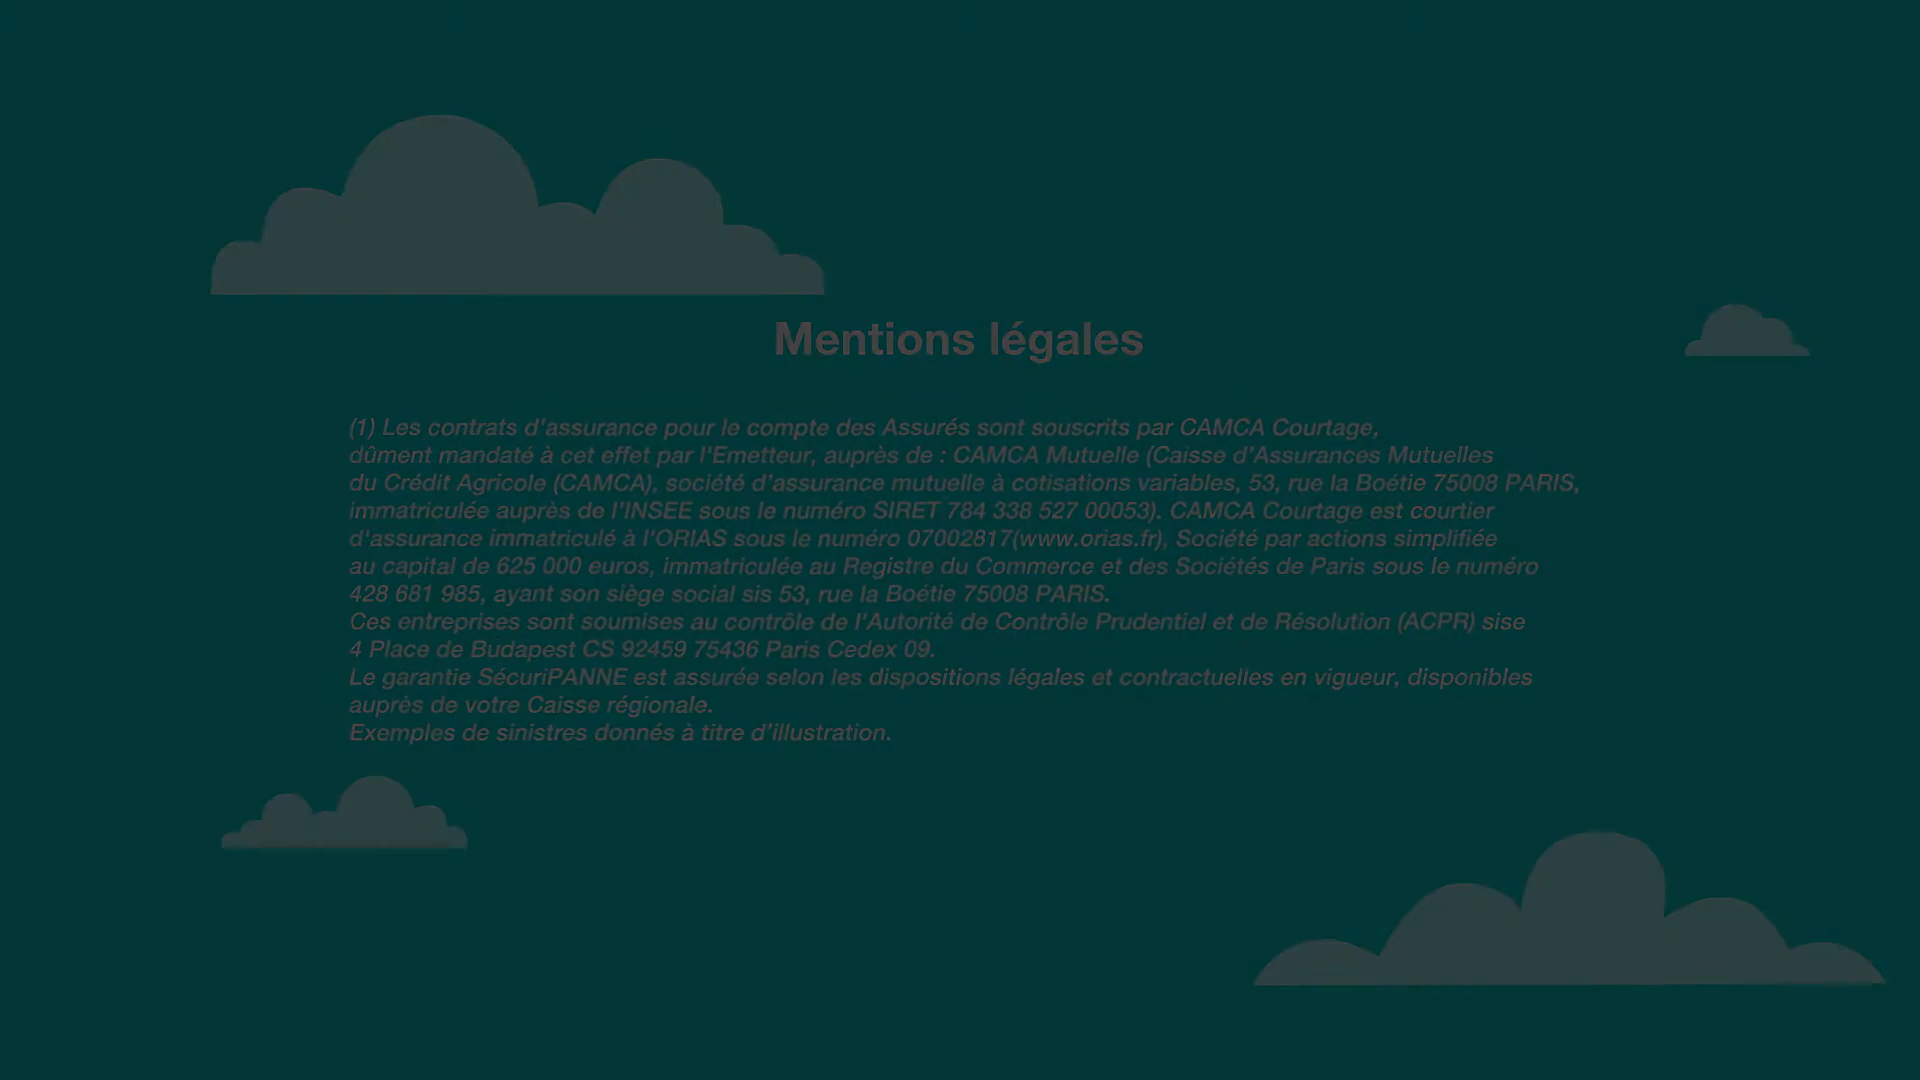 Mentions légales
(1) Les contrats d'assurance pour le compte des Assurés sont souscrits par CAMCA Courtage,
dûment mandaté à cet effet par l'Emetteur, auprès de : CAMCA Mutuelle (Caisse d'Assurances Mutuelles
du Crédit Agricole (CAMCA), société d'assurance mutuelle à cotisations variables, 53, rue la Boétie 75008 PARIS,
immatriculée auprès de l'INSEE sous le numéro SIRET 784 338 527 00053). CAMCA Courtage est courtier
d'assurance immatriculé à l'ORIAS sous le numéro 07002817(www.orias.fr), Société par actions simplifiée
au capital de 625 000 euros, immatriculée au Registre du Commerce et des Sociétés de Paris sous le numéro
428 681 985, ayant son siège social sis 53, rue la Boétie 75008 PARIS.
Ces entreprises sont soumises au contrôle de l'Autorité de Contrôle Prudentiel et de Résolution (ACPR) sise
4 Place de Budapest CS 92459 75436 Paris Cedex 09.
Le garantie SécuriPANNE est assurée selon les dispositions légales et contractuelles en vigueur, disponibles
auprès de votre Caisse régionale.
Exemples de sinistres donnés à titre d'illustration.